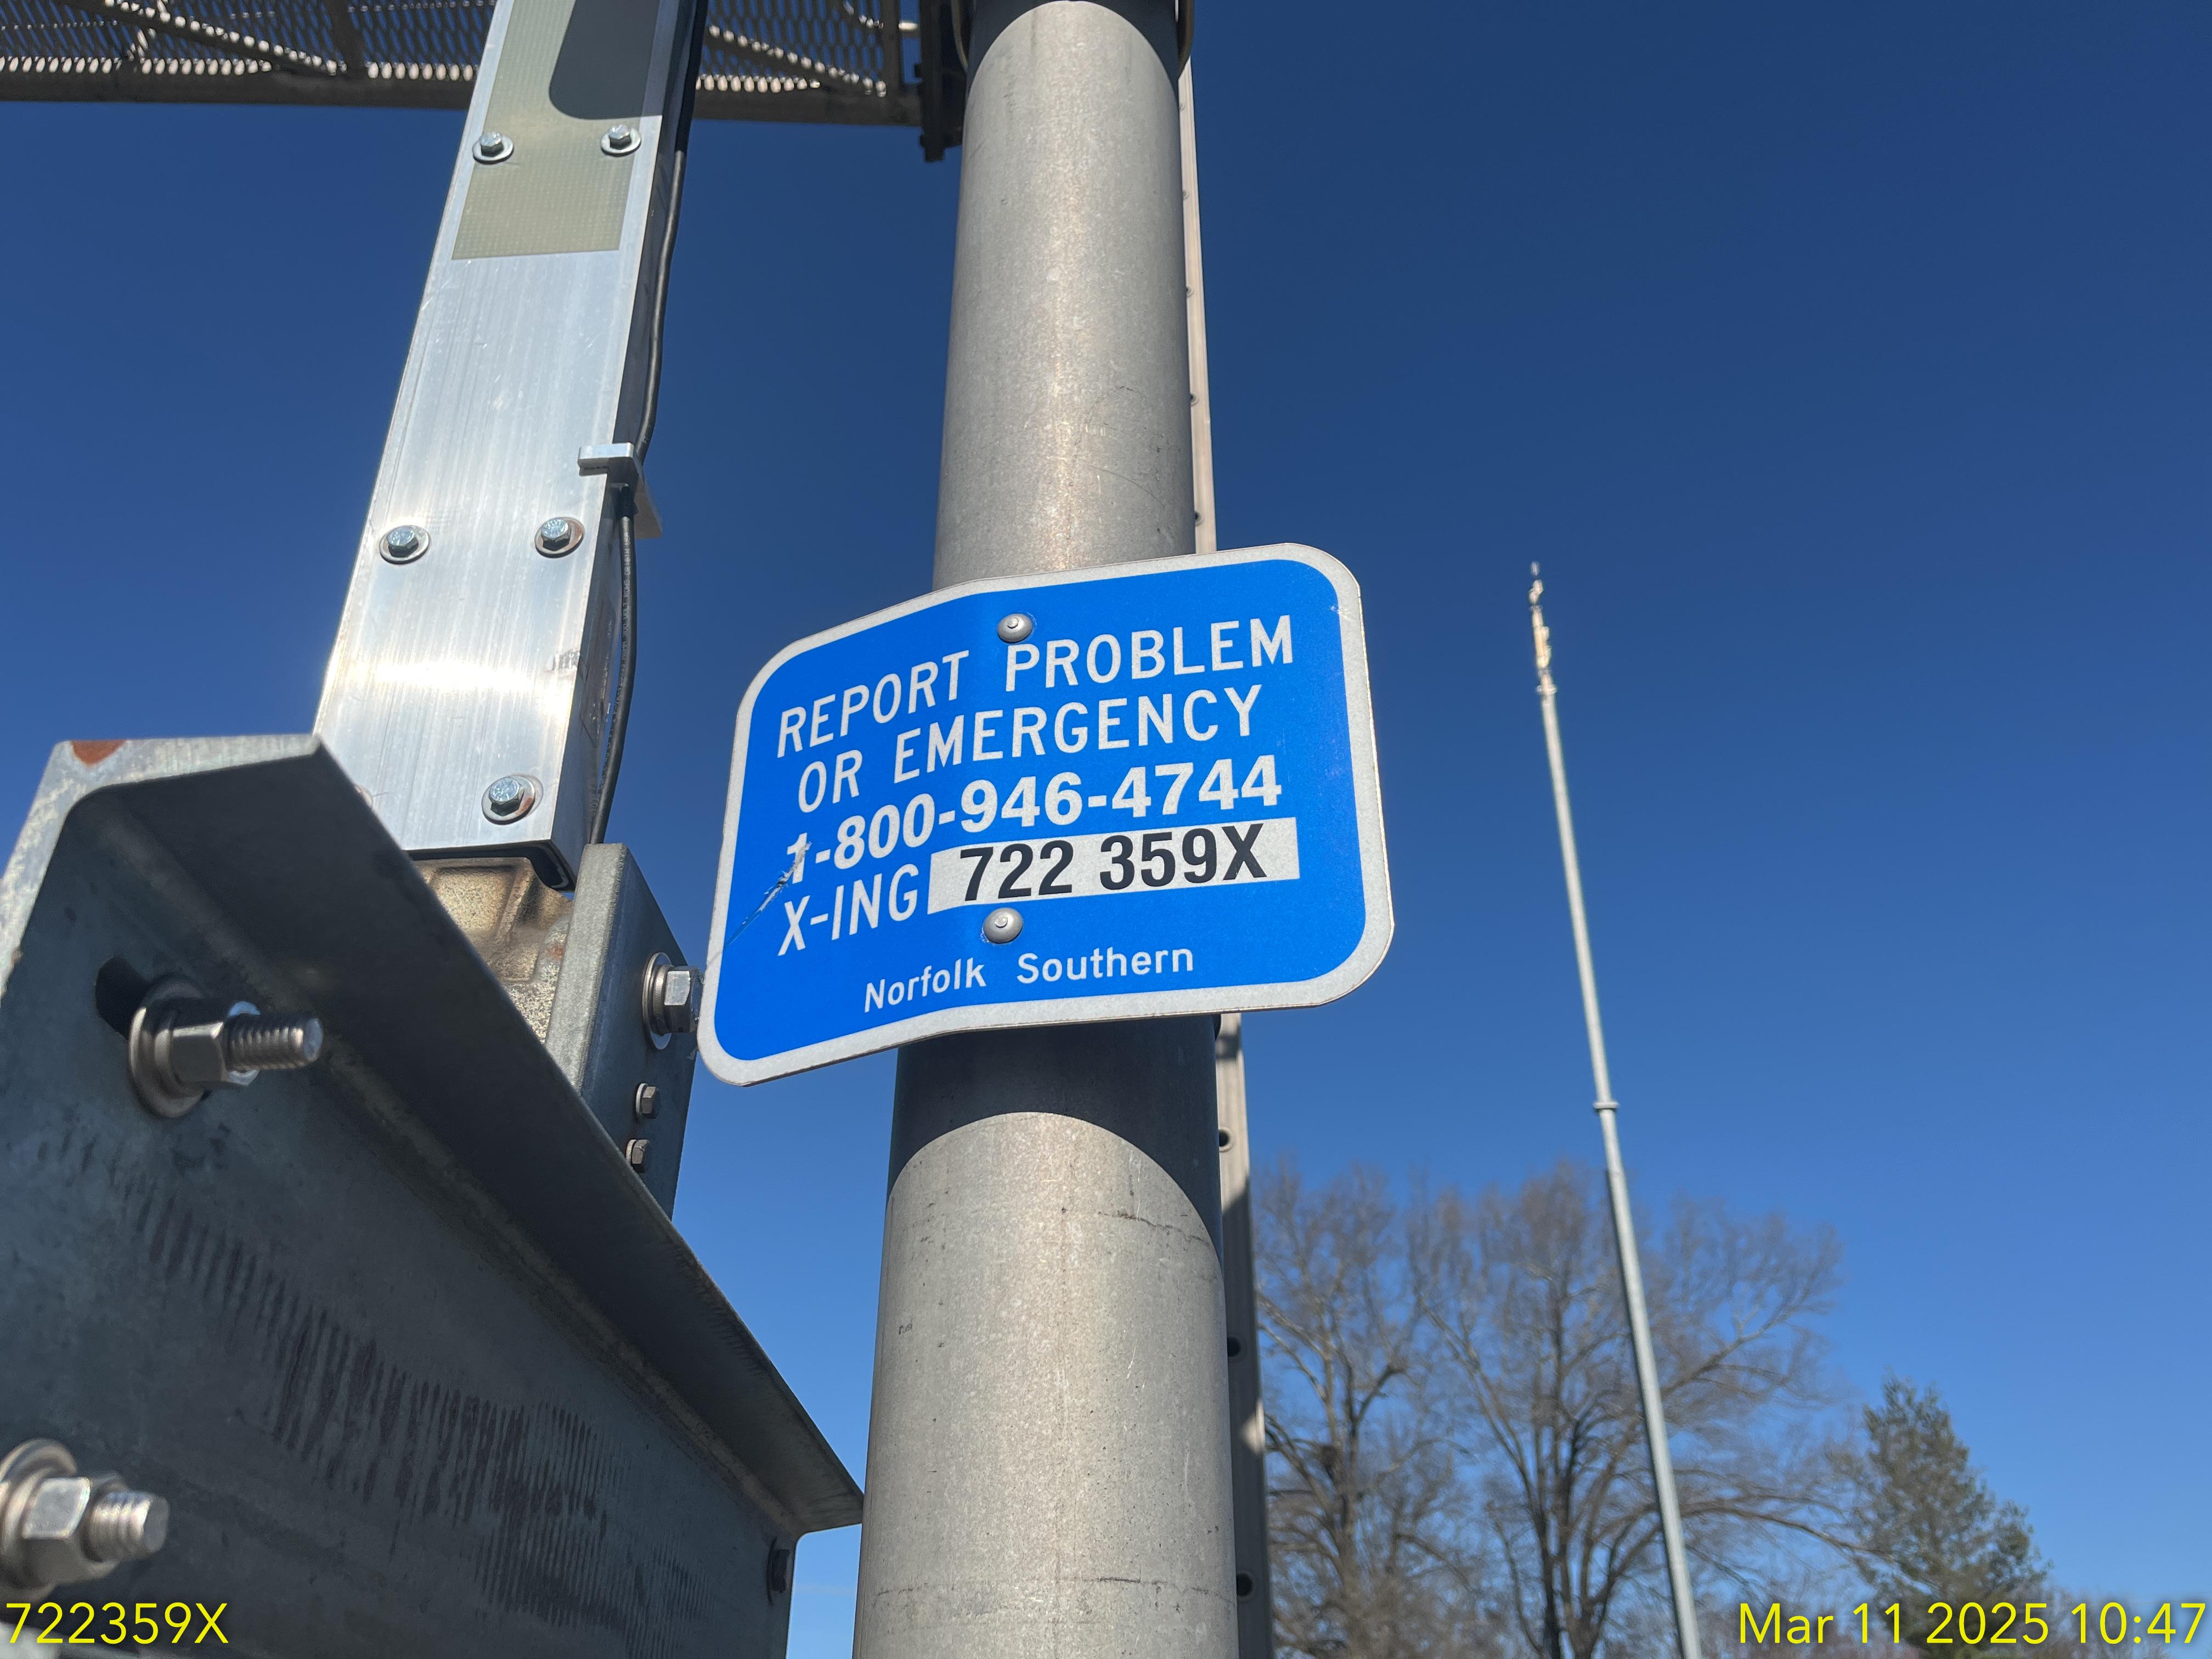 REPORT PROBLEM
OR EMERGENCY
1-800-946-4744
X-ING 722 359X
Norfolk Southern
722359X
Mar 11 2025 10:47